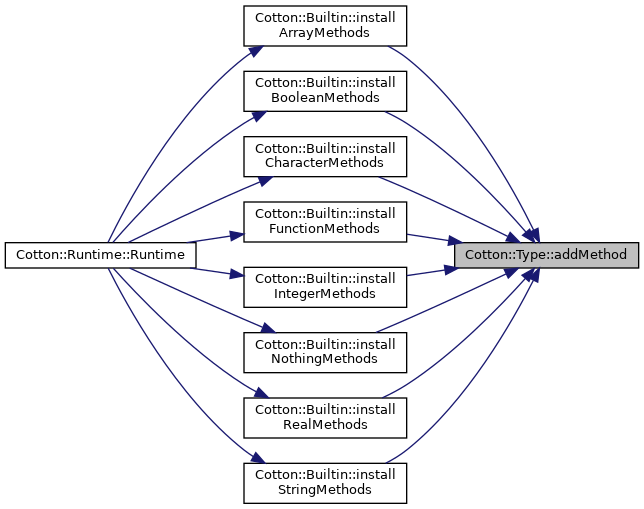 Cotton::Builtin::install
ArrayMethods
Cotton::Builtin::install
BooleanMethods
Cotton::Builtin::install
CharacterMethods
Cotton::Builtin::install
FunctionMethods
Cotton::Runtime::Runtime
Cotton::Type::addMethod
Cotton::Builtin::install
IntegerMethods
Cotton::Builtin::install
NothingMethods
Cotton::Builtin::install
RealMethods
Cotton::Builtin::install
StringMethods